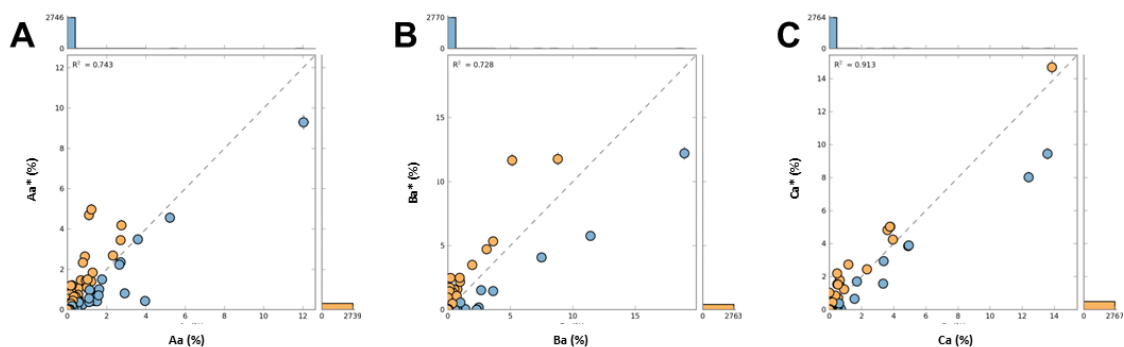 A
2746
0
R² = 0.743
12
10
8
6
4
2
0
Aa* (%)
0 2 4 6 8 10 12
0 2739
Aa (%)
B
2770
0
R² = 0.728
15
10
5
0
Ba* (%)
0 5 10 15
0 2763
Ba (%)
C
2764
0
R² = 0.913
14
12
10
8
6
4
2
0
Ca* (%)
0 2 4 6 8 10 12 14
0 2767
Ca (%)